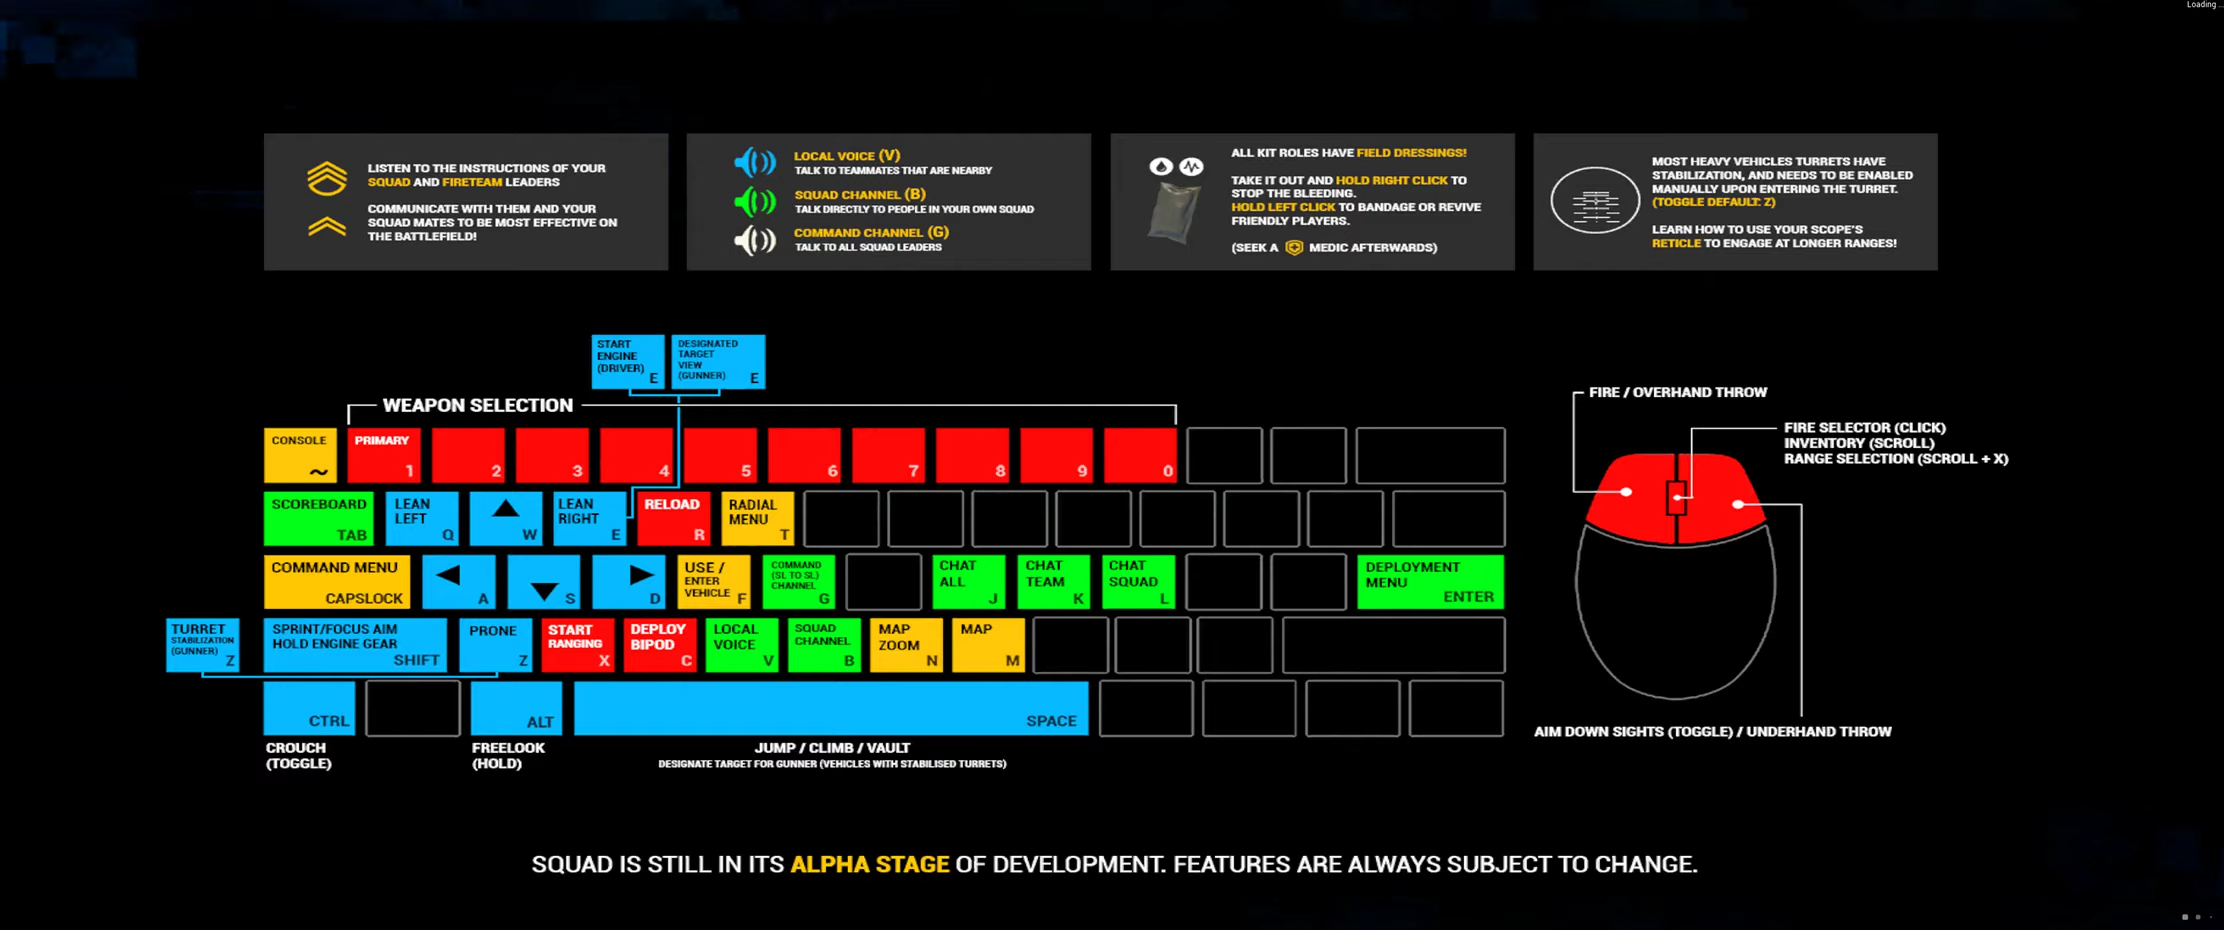 Loading ...
LISTEN TO THE INSTRUCTIONS OF YOUR
SQUAD AND FIRETEAM LEADERS
COMMUNICATE WITH THEM AND YOUR
SQUAD MATES TO BE MOST EFFECTIVE ON
THE BATTLEFIELD!
LOCAL VOICE (V)
TALK TO TEAMMATES THAT ARE NEARBY
SQUAD CHANNEL (B)
TALK DIRECTLY TO PEOPLE IN YOUR OWN SQUAD
COMMAND CHANNEL (G)
TALK TO ALL SQUAD LEADERS
ALL KIT ROLES HAVE FIELD DRESSINGS!
TAKE IT OUT AND HOLD RIGHT CLICK TO
STOP THE BLEEDING.
HOLD LEFT CLICK TO BANDAGE OR REVIVE
FRIENDLY PLAYERS.
(SEEK A MEDIC AFTERWARDS)
MOST HEAVY VEHICLES TURRETS HAVE
STABILIZATION, AND NEEDS TO BE ENABLED
MANUALLY UPON ENTERING THE TURRET.
(TOGGLE DEFAULT: Z)
LEARN HOW TO USE YOUR SCOPE'S
RETICLE TO ENGAGE AT LONGER RANGES!
START
ENGINE
(DRIVER) E
DESIGNATED
TARGET
VIEW
(GUNNER) E
WEAPON SELECTION
CONSOLE
~
PRIMARY
1
2
3
4
5
6
7
8
9
0
SCOREBOARD
TAB
LEAN
LEFT
Q
W
LEAN
RIGHT
E
RELOAD
R
RADIAL
MENU
T
COMMAND MENU
CAPSLOCK
A
S
D
USE /
ENTER
VEHICLE F
COMMAND
(SL TO SL)
CHANNEL
G
CHAT
ALL
J
CHAT
TEAM
K
CHAT
SQUAD
L
DEPLOYMENT
MENU
ENTER
TURRET
STABILIZATION
(GUNNER) Z
SPRINT/FOCUS AIM
HOLD ENGINE GEAR
SHIFT
PRONE
Z
START
RANGING
X
DEPLOY
BIPOD
C
LOCAL
VOICE
V
SQUAD
CHANNEL
B
MAP
ZOOM
N
MAP
M
CTRL
ALT
SPACE
CROUCH
(TOGGLE)
FREELOOK
(HOLD)
JUMP / CLIMB / VAULT
DESIGNATE TARGET FOR GUNNER (VEHICLES WITH STABILISED TURRETS)
FIRE / OVERHAND THROW
FIRE SELECTOR (CLICK)
INVENTORY (SCROLL)
RANGE SELECTION (SCROLL + X)
AIM DOWN SIGHTS (TOGGLE) / UNDERHAND THROW
SQUAD IS STILL IN ITS ALPHA STAGE OF DEVELOPMENT. FEATURES ARE ALWAYS SUBJECT TO CHANGE.